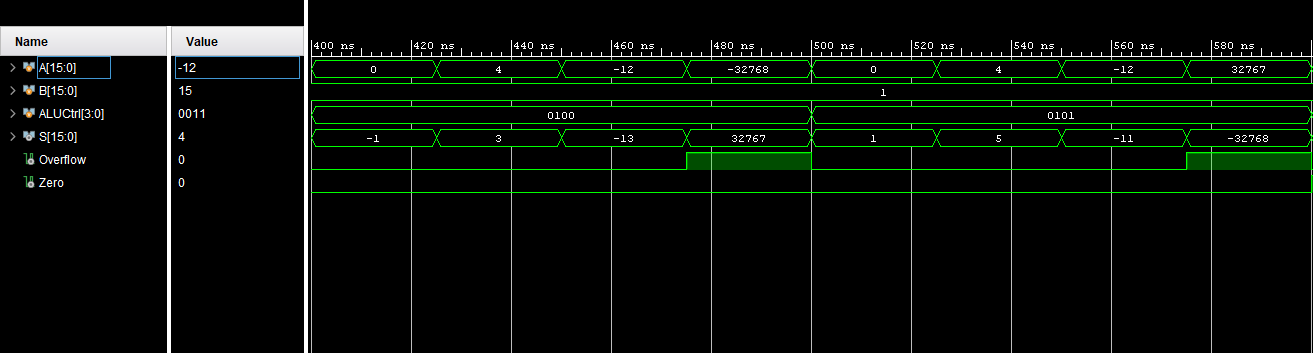 Name Value
400 ns 420 ns 440 ns 460 ns 480 ns 500 ns 520 ns 540 ns 560 ns 580 ns
A[15:0] -12 0 4 -12 -32768 0 4 -12 32767
B[15:0] 15 1
ALUCtrl[3:0] 0011 0100 0101
S[15:0] 4 -1 3 -13 32767 1 5 -11 -32768
Overflow 0
Zero 0